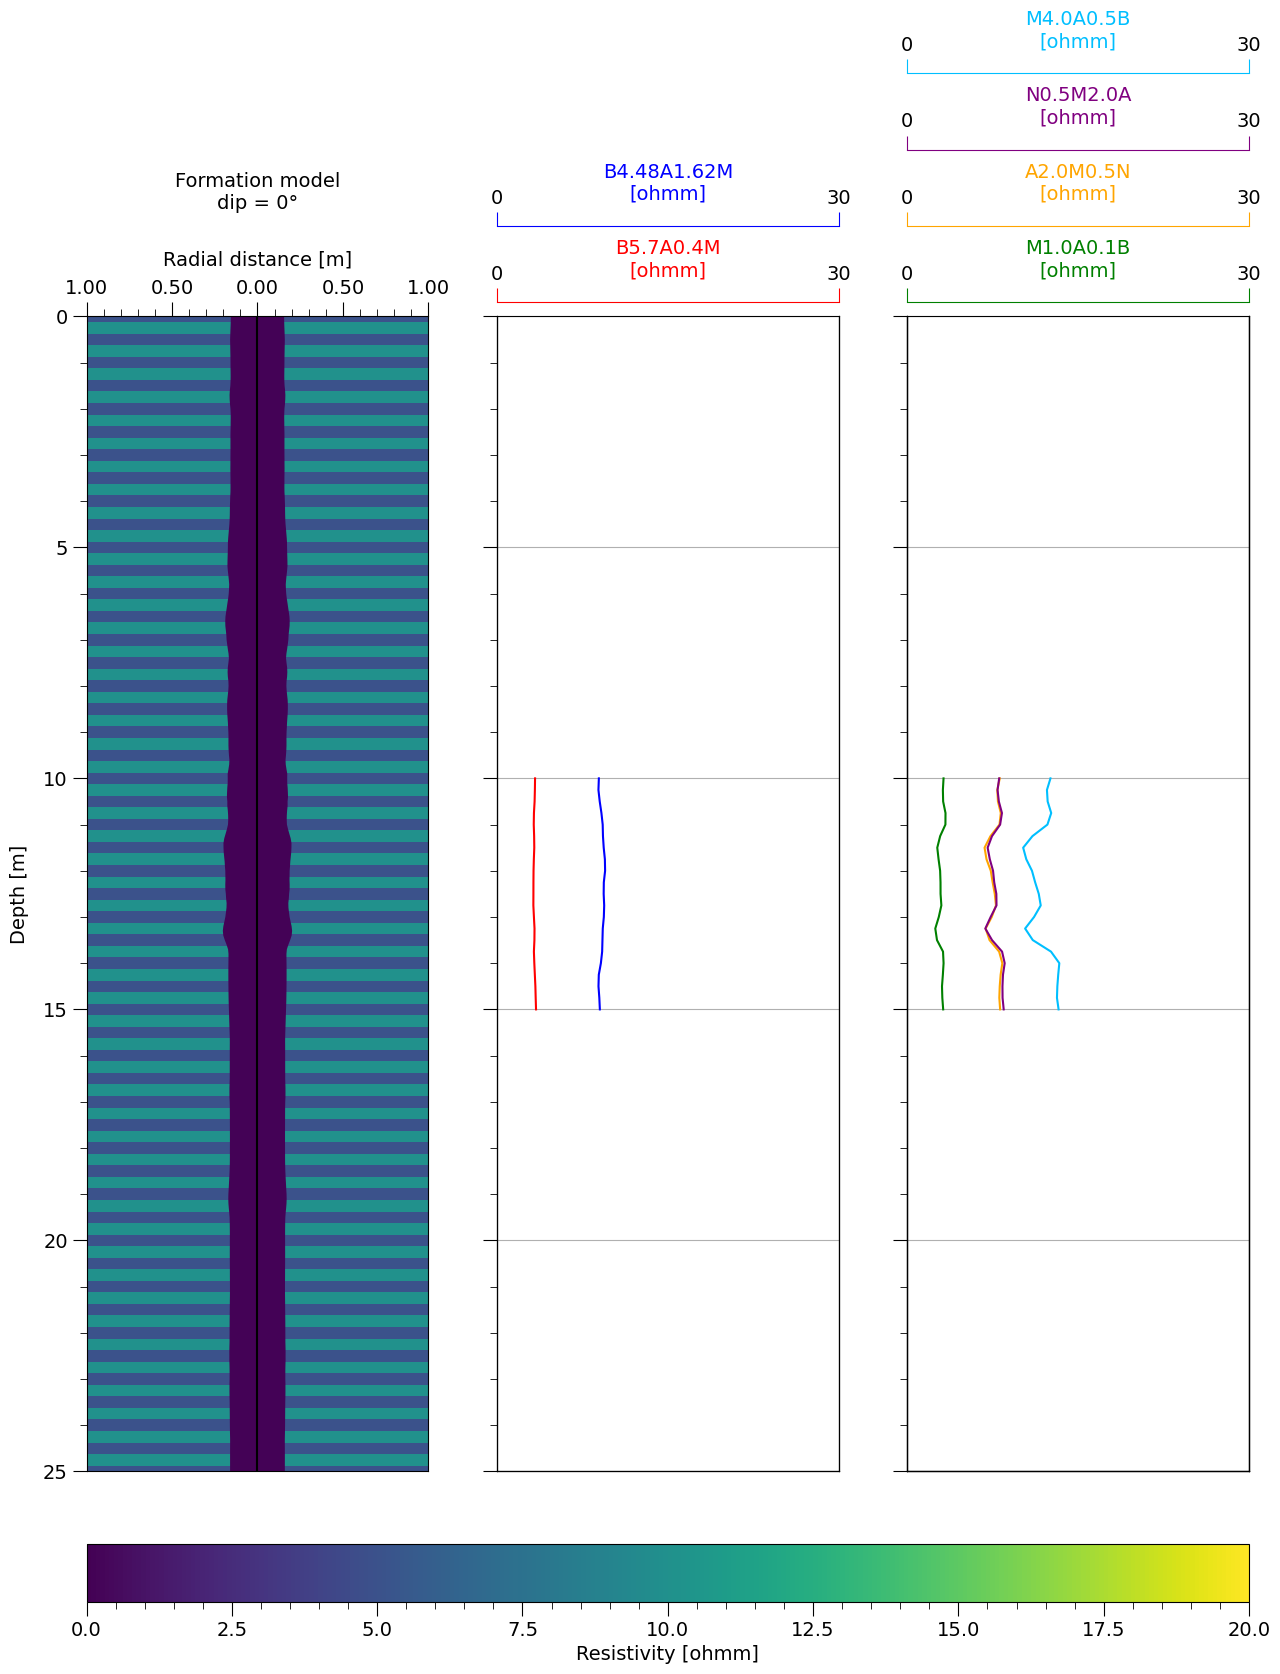 M4.0A0.5B
0 [ohmm] 30
N0.5M2.0A
0 [ohmm] 30
Formation model
dip = 0°
B4.48A1.62M
0 [ohmm] 30
A2.0M0.5N
0 [ohmm] 30
Radial distance [m]
1.00 0.50 0.00 0.50 1.00
B5.7A0.4M
0 [ohmm] 30
M1.0A0.1B
0 [ohmm] 30
0
5
10
15
20
25
Depth [m]
0.0 2.5 5.0 7.5 10.0 12.5 15.0 17.5 20.0
Resistivity [ohmm]